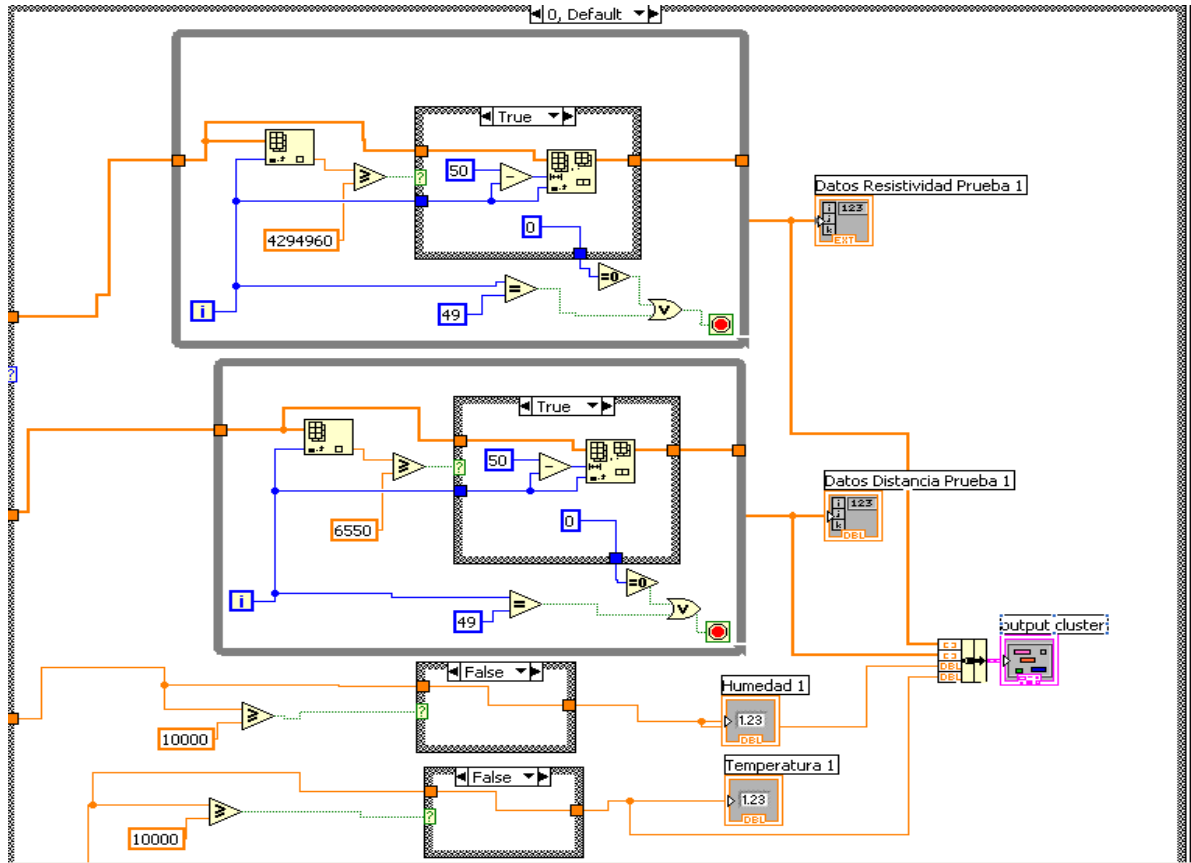 0, Default
True
50
-
0
4294960
≥
=0
=
49
V
i
Datos Resistividad Prueba 1
123
i
j
k
EXT
True
50
-
0
6550
≥
=0
=
49
V
i
Datos Distancia Prueba 1
123
i
j
k
DBL
output cluster
DBL
DBL
False
?
≥
10000
Humedad 1
1.23
DBL
False
?
≥
10000
Temperatura 1
1.23
DBL